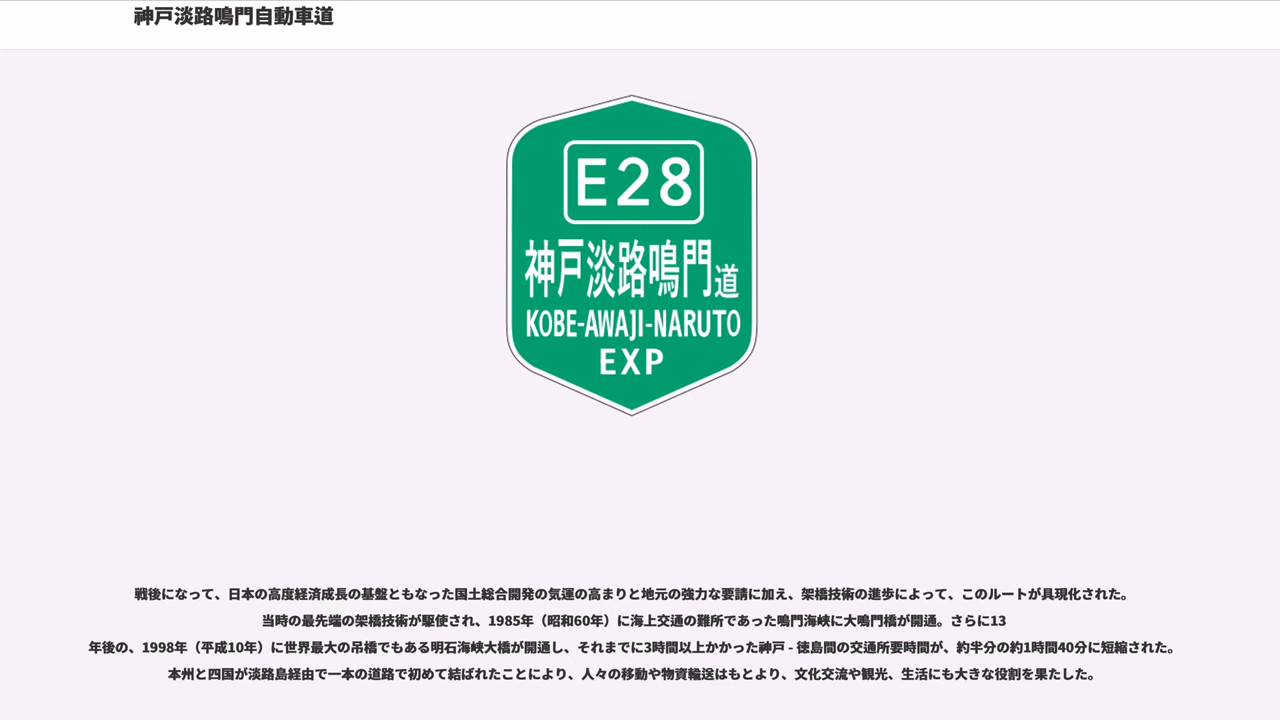 神戸淡路鳴門自動車道
E28
神戸淡路鳴門道
KOBE-AWAJI-NARUTO
EXP
戦後になって、日本の高度経済成長の基盤ともなった国土総合開発の気運の高まりと地元の強力な要請に加え、架橋技術の進歩によって、このルートが具現化された。
当時の最先端の架橋技術が駆使され、1985年（昭和60年）に海上交通の難所であった鳴門海峡に大鳴門橋が開通。さらに13
年後の、1998年（平成10年）に世界最大の吊橋でもある明石海峡大橋が開通し、それまでに3時間以上かかった神戸 - 徳島間の交通所要時間が、約半分の約1時間40分に短縮された。
本州と四国が淡路島経由で一本の道路で初めて結ばれたことにより、人々の移動や物資輸送はもとより、文化交流や観光、生活にも大きな役割を果たした。